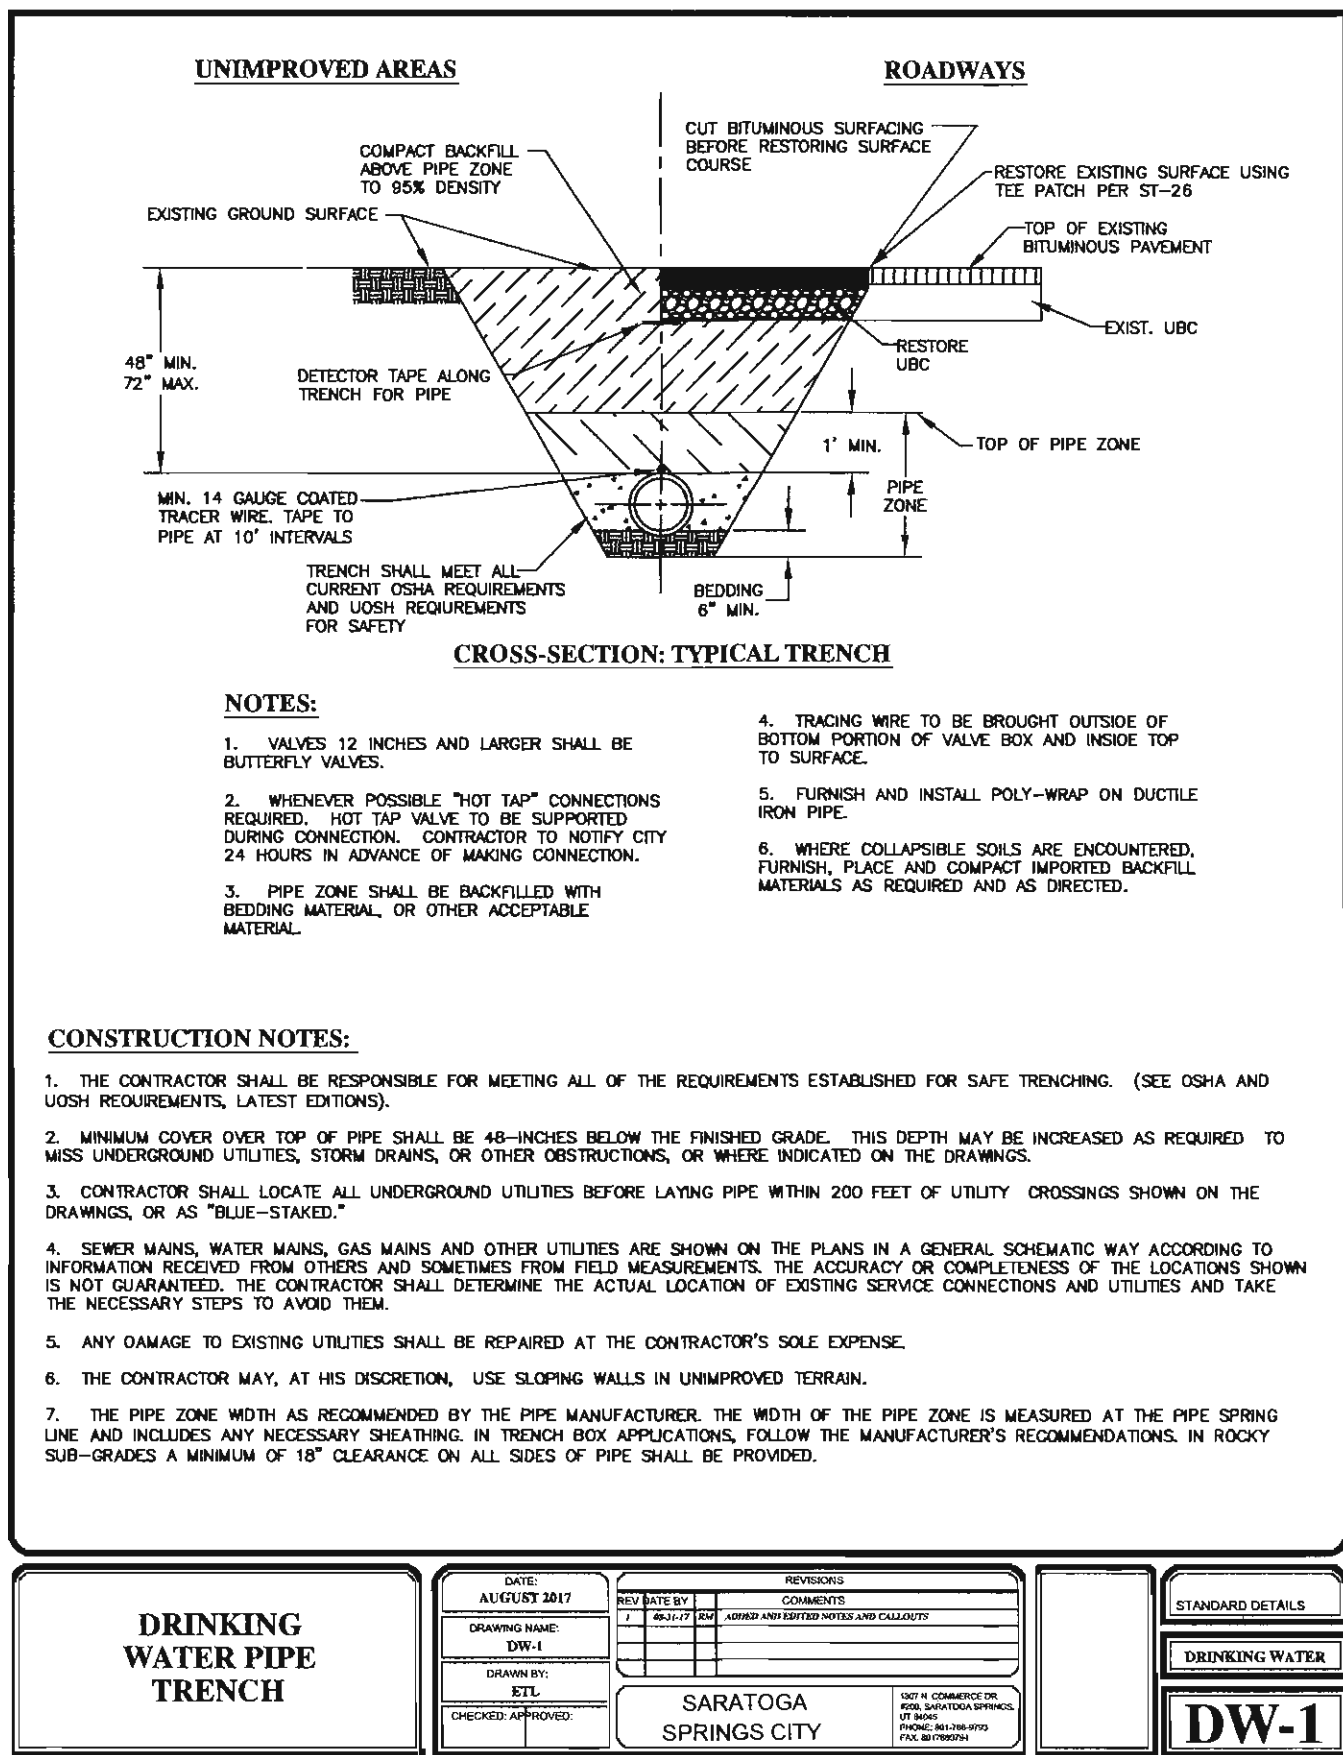 UNIMPROVED AREAS
ROADWAYS
COMPACT BACKFILL
ABOVE PIPE ZONE
TO 95% DENSITY
EXISTING GROUND SURFACE
CUT BITUMINOUS SURFACING
BEFORE RESTORING SURFACE
COURSE
RESTORE EXISTING SURFACE USING
TEE PATCH PER ST-26
TOP OF EXISTING
BITUMINOUS PAVEMENT
EXIST. UBC
RESTORE
UBC
48" MIN.
72" MAX.
DETECTOR TAPE ALONG
TRENCH FOR PIPE
1' MIN.
TOP OF PIPE ZONE
PIPE
ZONE
MIN. 14 GAUGE COATED
TRACER WIRE. TAPE TO
PIPE AT 10' INTERVALS
TRENCH SHALL MEET ALL
CURRENT OSHA REQUIREMENTS
AND UOSH REQIUREMENTS
FOR SAFETY
BEDDING
6" MIN.
CROSS-SECTION: TYPICAL TRENCH
NOTES:
1. VALVES 12 INCHES AND LARGER SHALL BE
BUTTERFLY VALVES.
2. WHENEVER POSSIBLE "HOT TAP" CONNECTIONS
REQUIRED. HOT TAP VALVE TO BE SUPPORTED
DURING CONNECTION. CONTRACTOR TO NOTIFY CITY
24 HOURS IN ADVANCE OF MAKING CONNECTION.
3. PIPE ZONE SHALL BE BACKFILLED WITH
BEDDING MATERIAL, OR OTHER ACCEPTABLE
MATERIAL.
4. TRACING WIRE TO BE BROUGHT OUTSIDE OF
BOTTOM PORTION OF VALVE BOX AND INSIDE TOP
TO SURFACE.
5. FURNISH AND INSTALL POLY-WRAP ON DUCTILE
IRON PIPE.
6. WHERE COLLAPSIBLE SOILS ARE ENCOUNTERED,
FURNISH, PLACE AND COMPACT IMPORTED BACKFILL
MATERIALS AS REQUIRED AND AS DIRECTED.
CONSTRUCTION NOTES:
1. THE CONTRACTOR SHALL BE RESPONSIBLE FOR MEETING ALL OF THE REQUIREMENTS ESTABLISHED FOR SAFE TRENCHING. (SEE OSHA AND
UOSH REQUIREMENTS, LATEST EDITIONS).
2. MINIMUM COVER OVER TOP OF PIPE SHALL BE 48-INCHES BELOW THE FINISHED GRADE. THIS DEPTH MAY BE INCREASED AS REQUIRED TO
MISS UNDERGROUND UTILITIES, STORM DRAINS, OR OTHER OBSTRUCTIONS, OR WHERE INDICATED ON THE DRAWINGS.
3. CONTRACTOR SHALL LOCATE ALL UNDERGROUND UTILITIES BEFORE LAYING PIPE WITHIN 200 FEET OF UTILITY CROSSINGS SHOWN ON THE
DRAWINGS, OR AS "BLUE-STAKED."
4. SEWER MAINS, WATER MAINS, GAS MAINS AND OTHER UTILITIES ARE SHOWN ON THE PLANS IN A GENERAL SCHEMATIC WAY ACCORDING TO
INFORMATION RECEIVED FROM OTHERS AND SOMETIMES FROM FIELD MEASUREMENTS. THE ACCURACY OR COMPLETENESS OF THE LOCATIONS SHOWN
IS NOT GUARANTEED. THE CONTRACTOR SHALL DETERMINE THE ACTUAL LOCATION OF EXISTING SERVICE CONNECTIONS AND UTILITIES AND TAKE
THE NECESSARY STEPS TO AVOID THEM.
5. ANY DAMAGE TO EXISTING UTILITIES SHALL BE REPAIRED AT THE CONTRACTOR'S SOLE EXPENSE.
6. THE CONTRACTOR MAY, AT HIS DISCRETION, USE SLOPING WALLS IN UNIMPROVED TERRAIN.
7. THE PIPE ZONE WIDTH AS RECOMMENDED BY THE PIPE MANUFACTURER. THE WIDTH OF THE PIPE ZONE IS MEASURED AT THE PIPE SPRING
LINE AND INCLUDES ANY NECESSARY SHEATHING. IN TRENCH BOX APPLICATIONS, FOLLOW THE MANUFACTURER'S RECOMMENDATIONS. IN ROCKY
SUB-GRADES A MINIMUM OF 18" CLEARANCE ON ALL SIDES OF PIPE SHALL BE PROVIDED.
DRINKING
WATER PIPE
TRENCH
DATE:
AUGUST 2017
DRAWING NAME:
DW-1
DRAWN BY:
ETL
CHECKED: APPROVED:
REVISIONS
REV DATE BY COMMENTS
1 RM ADDED AND EDITED NOTES AND CALLOUTS
SARATOGA
SPRINGS CITY
1307 N. COMMERCE DR.
#200, SARATOGA SPRINGS,
UT 84045
PHONE: 801-766-9793
STANDARD DETAILS
DRINKING WATER
DW-1